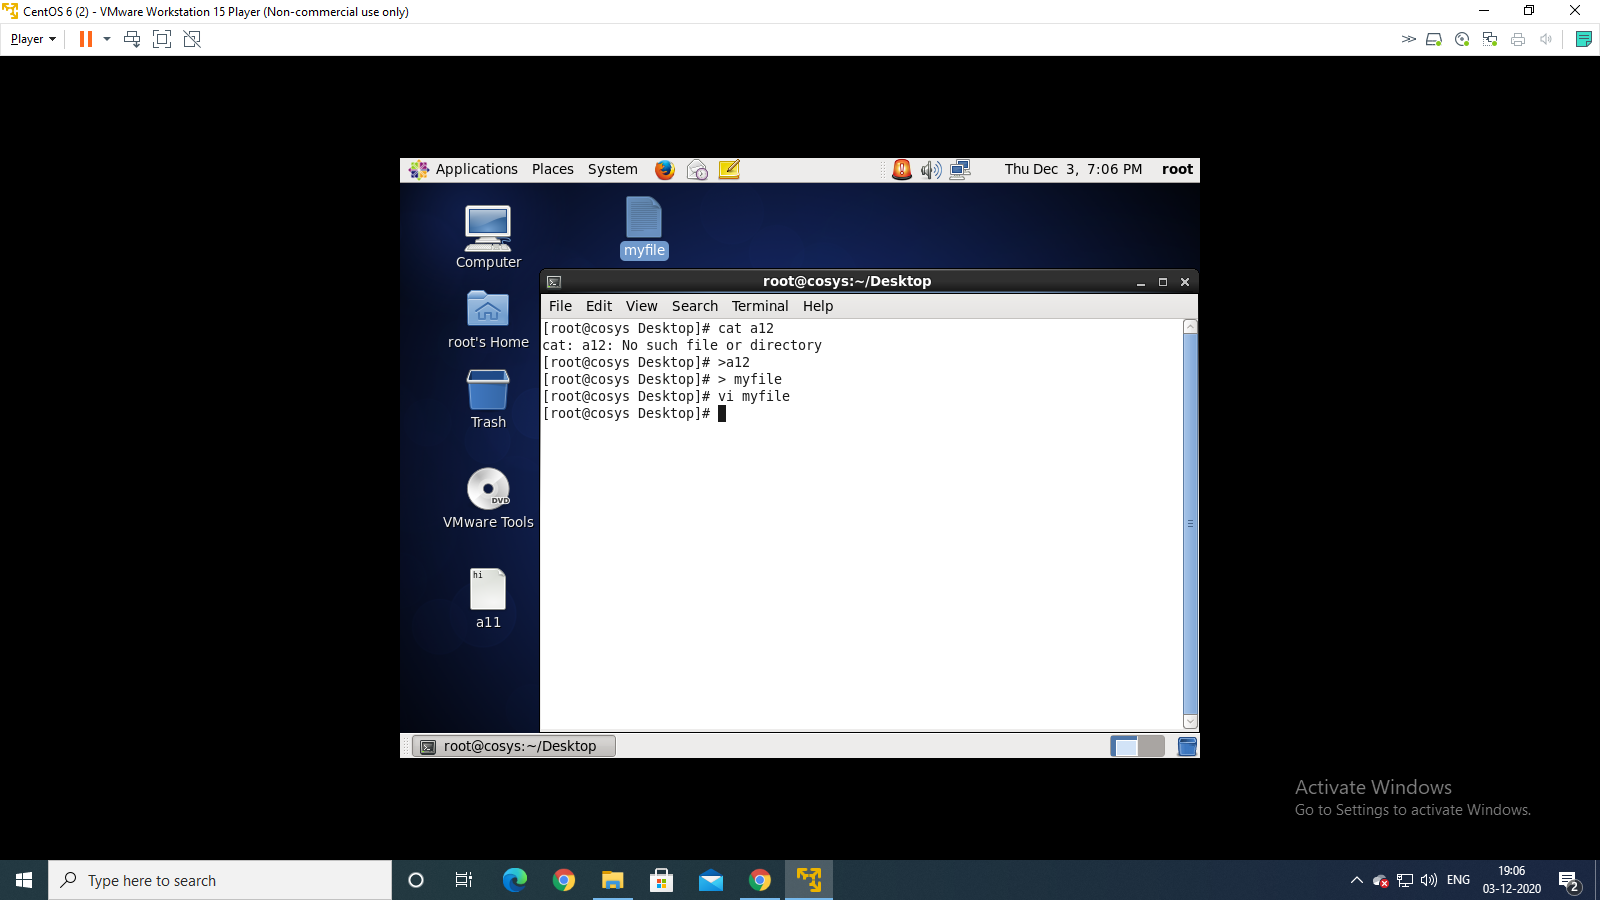 CentOS 6 (2) - VMware Workstation 15 Player (Non-commercial use only)
Player
Applications Places System
Thu Dec 3, 7:06 PM root
Computer
myfile
root's Home
Trash
DVD
VMware Tools
hi
a11
root@cosys:~/Desktop
File Edit View Search Terminal Help
[root@cosys Desktop]# cat a12
cat: a12: No such file or directory
[root@cosys Desktop]# >a12
[root@cosys Desktop]# > myfile
[root@cosys Desktop]# vi myfile
[root@cosys Desktop]#
root@cosys:~/Desktop
Activate Windows
Go to Settings to activate Windows.
Type here to search
ENG
19:06
03-12-2020
2